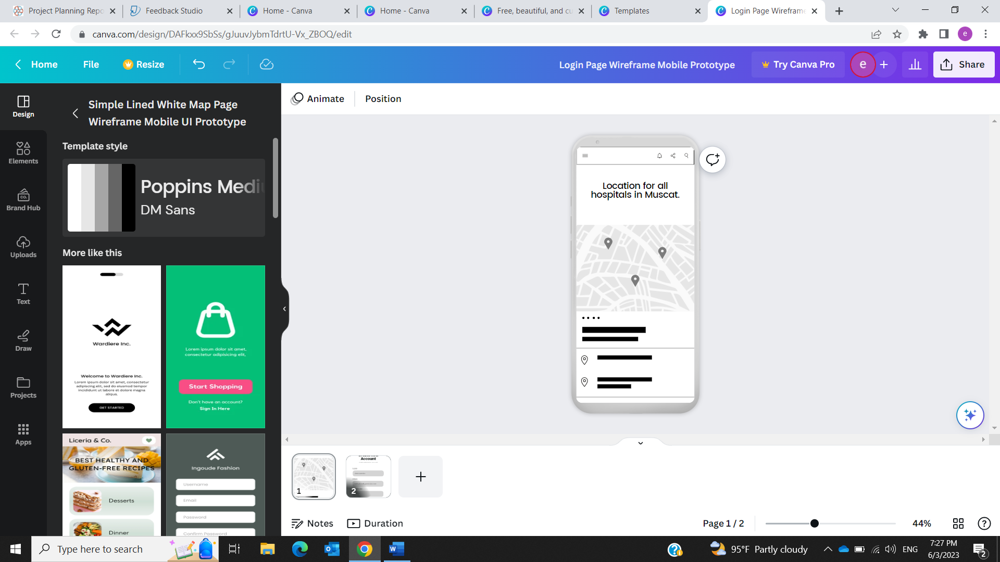 Project Planning Repo
Feedback Studio
Home - Canva
Home - Canva
Free, beautiful, and cu
Templates
Login Page Wireframe
canva.com/design/DAFkxx9SbSs/gJuuvJybmTdrtU-Vx_ZBOQ/edit
e
Home
File
Resize
Login Page Wireframe Mobile Prototype
Try Canva Pro
e
Share
Design
Elements
Brand Hub
CO.
Uploads
Text
Draw
Projects
Apps
Simple Lined White Map Page
Wireframe Mobile UI Prototype
Template style
Poppins Mediu
DM Sans
More like this
Wardiere Inc.
Welcome to Wardiere Inc.
Lorem ipsum dolor sit amet, consectetur
adipiscing elit, sed do eiusmod tempor
incididunt ut labore et dolore magna
aliqua.
GET STARTED
Lorem ipsum dolor sit amet,
consectetur adipisicing elit,
Start Shopping
Don't have an account?
Sign In Here
Liceria & Co.
BEST HEALTHY AND
GLUTEN-FREE RECIPES
Desserts
Dinner
Ingoude Fashion
Username
Email
Password
Confirm Password
Animate
Position
Location for all
hospitals in Muscat.
1
Account
2
Notes
Duration
Page 1 / 2
44%
Type here to search
95°F Partly cloudy
ENG
7:27 PM
6/3/2023
2